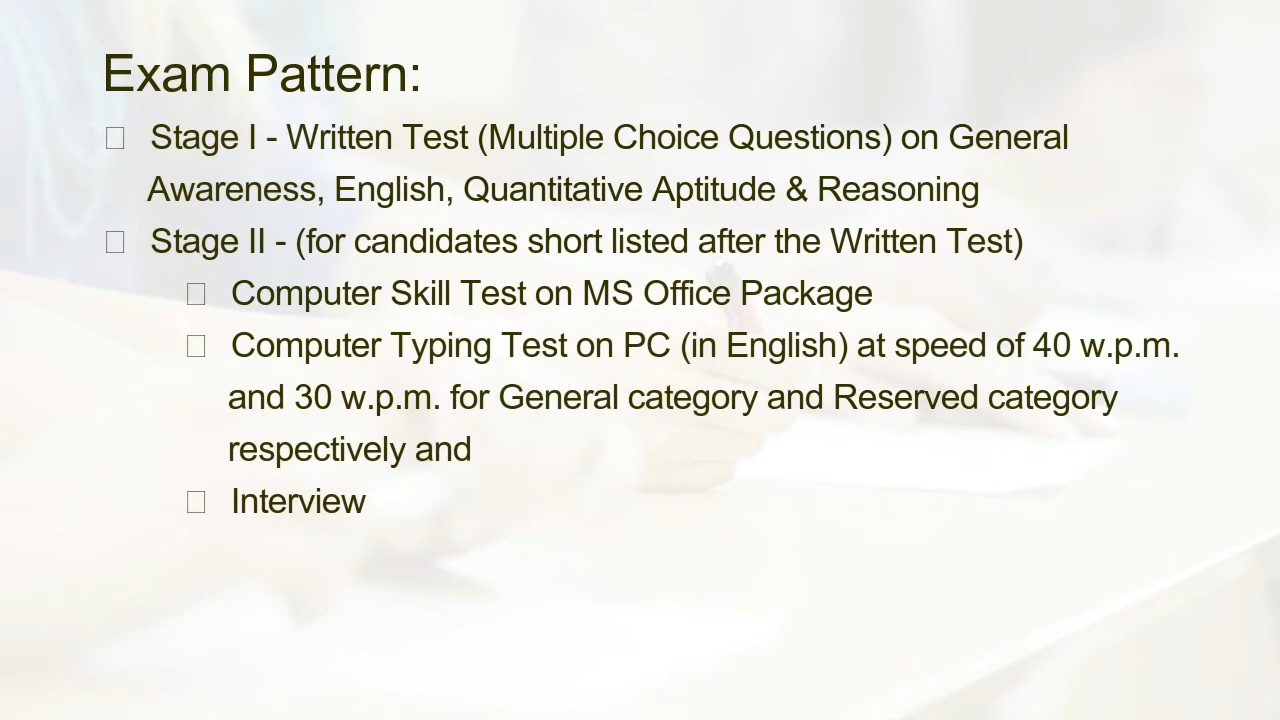 Exam Pattern:
□ Stage I - Written Test (Multiple Choice Questions) on General
Awareness, English, Quantitative Aptitude & Reasoning
□ Stage II - (for candidates short listed after the Written Test)
□ Computer Skill Test on MS Office Package
□ Computer Typing Test on PC (in English) at speed of 40 w.p.m.
and 30 w.p.m. for General category and Reserved category
respectively and
□ Interview